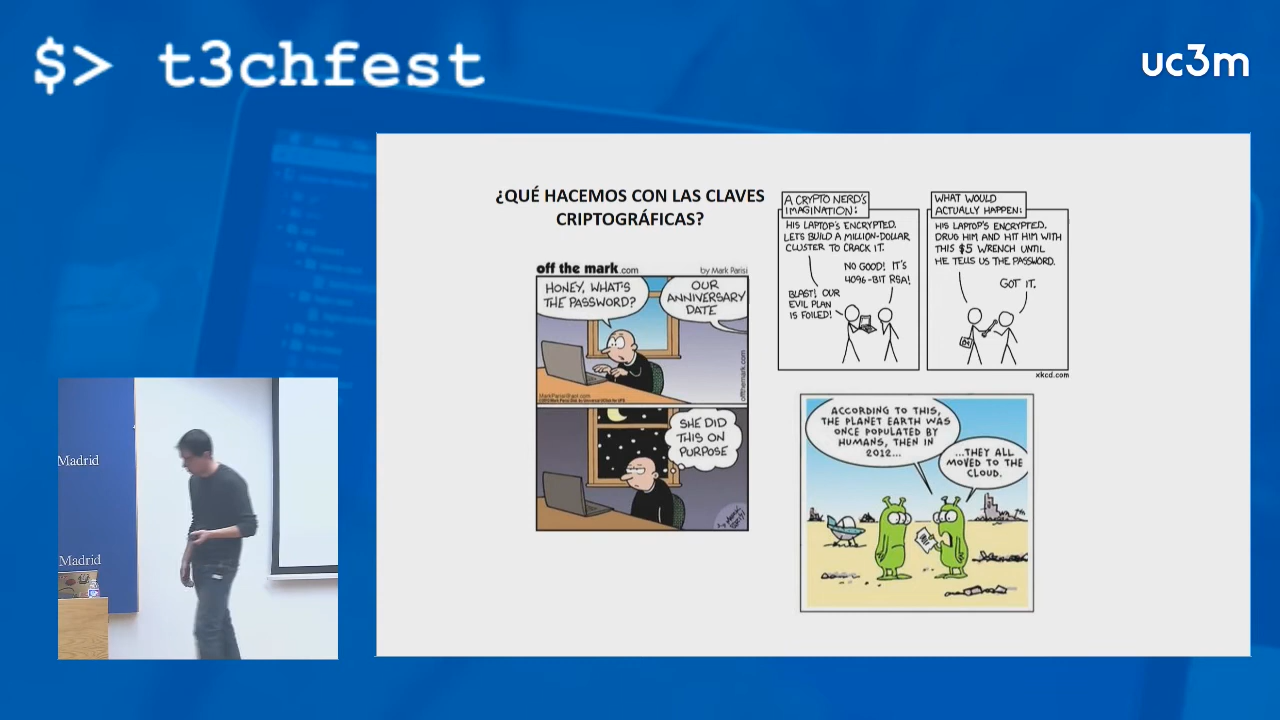 $> t3chfest
uc3m
¿QUÉ HACEMOS CON LAS CLAVES
CRIPTOGRÁFICAS?
off the mark.com
by Mark Parisi
HONEY, WHAT'S
THE PASSWORD?
OUR
ANNIVERSARY
DATE
offthemark.com
SHE DID
THIS ON
PURPOSE
A CRYPTO NERD'S
IMAGINATION:
HIS LAPTOP'S ENCRYPTED.
LETS BUILD A MILLION-DOLLAR
CLUSTER TO CRACK IT.
NO GOOD! IT'S
4096-BIT RSA!
BLAST! OUR
EVIL PLAN
IS FOILED!
WHAT WOULD
ACTUALLY HAPPEN:
HIS LAPTOP'S ENCRYPTED.
DRUG HIM AND HIT HIM WITH
THIS $5 WRENCH UNTIL
HE TELLS US THE PASSWORD.
GOT IT.
xkcd.com
ACCORDING TO THIS,
THE PLANET EARTH WAS
ONCE POPULATED BY
HUMANS, THEN IN
2012...
...THEY ALL
MOVED TO THE
CLOUD.
Madrid
Madrid